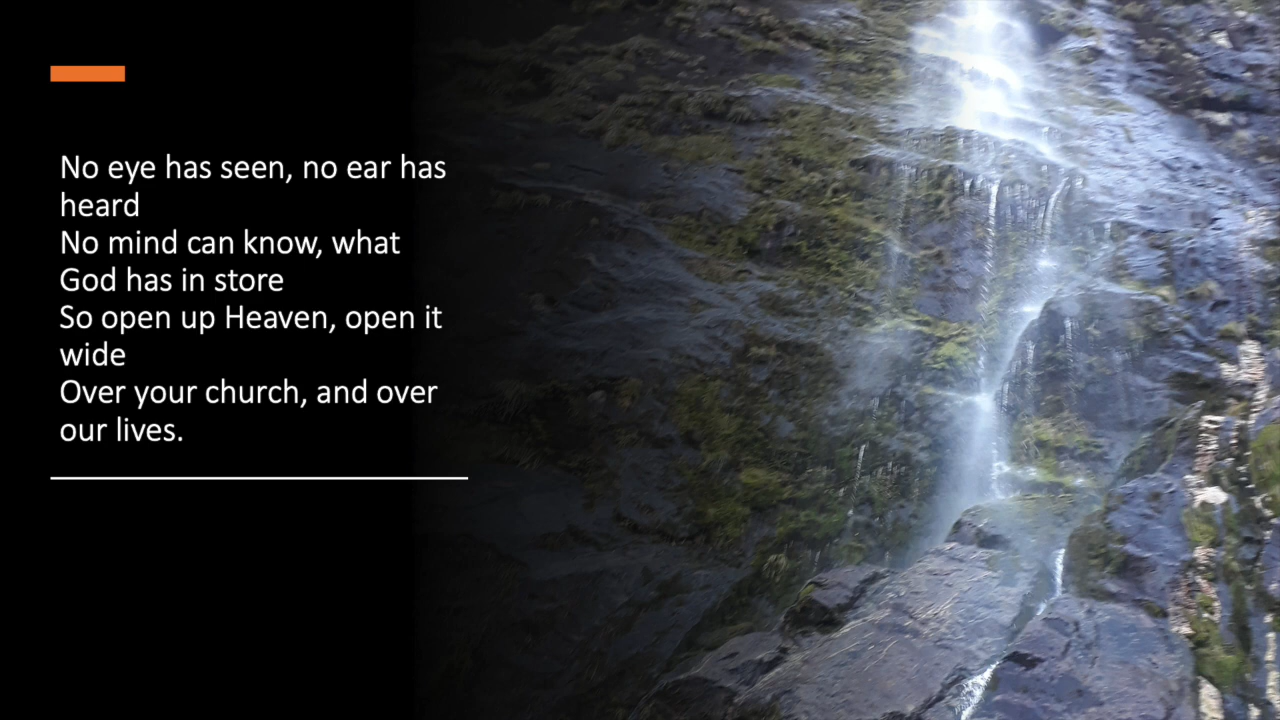 No eye has seen, no ear has
heard
No mind can know, what
God has in store
So open up Heaven, open it
wide
Over your church, and over
our lives.